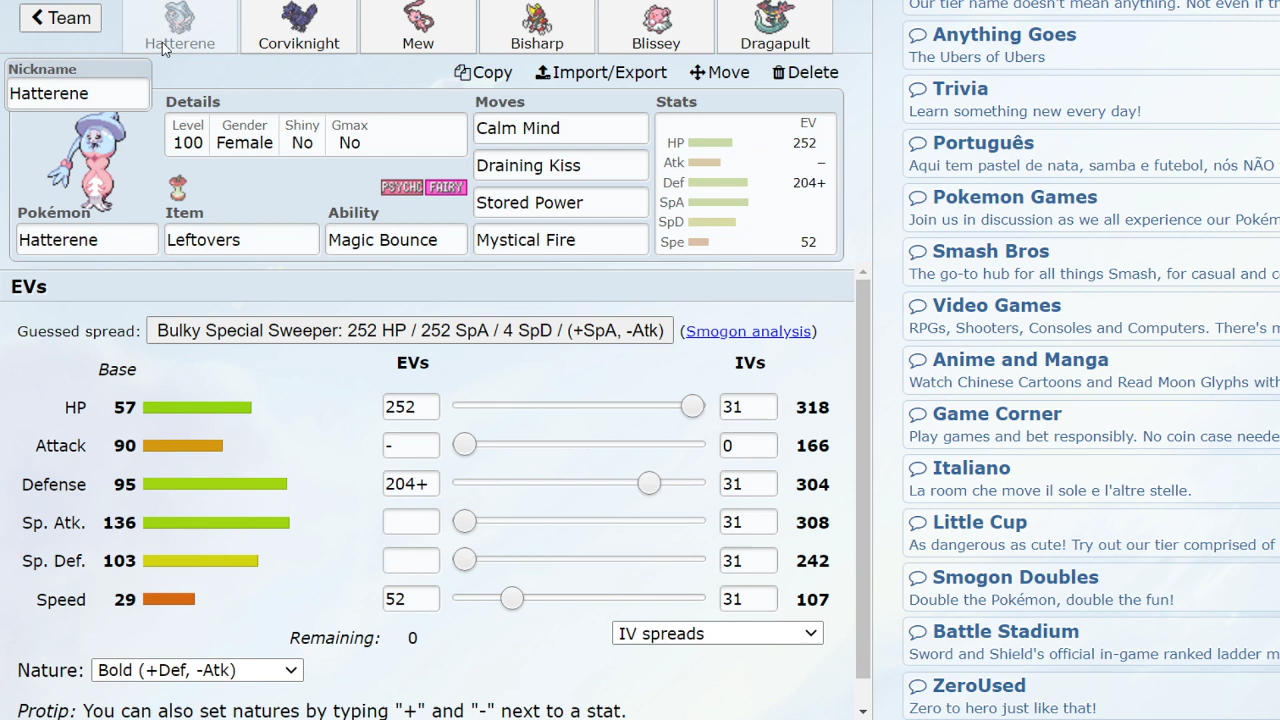 Team
Hatterene
Corviknight
Mew
Bisharp
Blissey
Dragapult
Copy
Import/Export
Move
Delete
Nickname
Hatterene
Details
Level
100
Gender
Female
Shiny
No
Gmax
No
PSYCHC FAIRY
Pokémon
Hatterene
Item
Leftovers
Ability
Magic Bounce
Moves
Calm Mind
Draining Kiss
Stored Power
Mystical Fire
Stats
EV
HP 252
Atk –
Def 204+
SpA
SpD
Spe 52
EVs
Guessed spread: Bulky Special Sweeper: 252 HP / 252 SpA / 4 SpD / (+SpA, -Atk) (Smogon analysis)
Base EVs IVs
HP 57 252 31 318
Attack 90 - 0 166
Defense 95 204+ 31 304
Sp. Atk. 136 31 308
Sp. Def. 103 31 242
Speed 29 52 31 107
Remaining: 0
IV spreads
Nature: Bold (+Def, -Atk)
Protip: You can also set natures by typing "+" and "-" next to a stat.
Our tier name doesn't mean anything. Not even if th
Anything Goes
The Ubers of Ubers
Trivia
Learn something new every day!
Português
Aqui tem pastel de nata, samba e futebol, nós NÃO
Pokemon Games
Join us in discussion as we all experience our Pokém
Smash Bros
The go-to hub for all things Smash, for casual and c
Video Games
RPGs, Shooters, Consoles and Computers. There's m
Anime and Manga
Watch Chinese Cartoons and Read Moon Glyphs with
Game Corner
Play games and bet responsibly. No coin case neede
Italiano
La room che move il sole e l'altre stelle.
Little Cup
As dangerous as cute! Try out our tier comprised of
Smogon Doubles
Double the Pokémon, double the fun!
Battle Stadium
Sword and Shield's official in-game ranked ladder m
ZeroUsed
Zero to hero just like that!